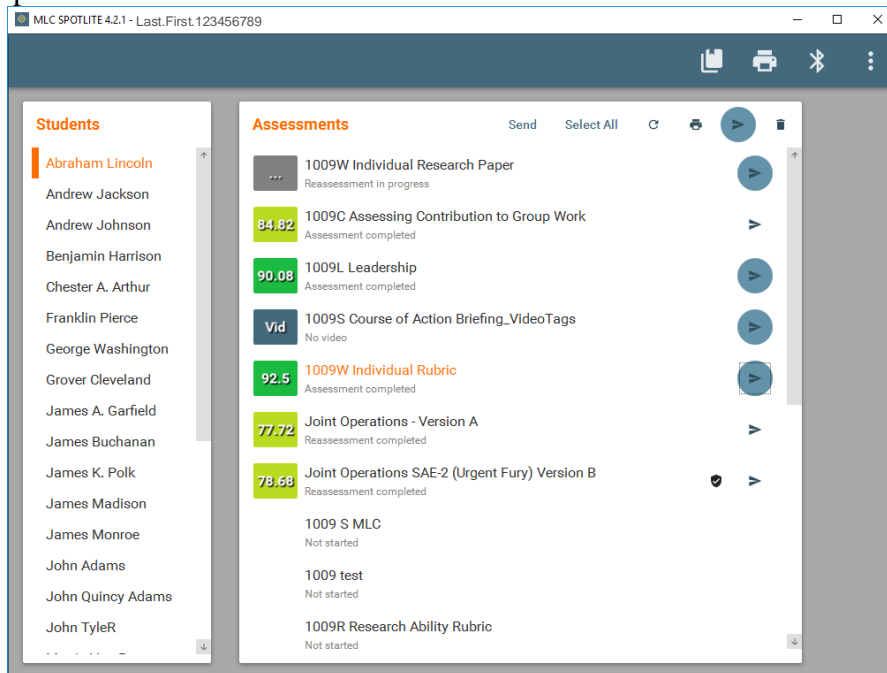 MLC SPOTLITE 4.2.1 - Last.First.123456789
Students
Abraham Lincoln
Andrew Jackson
Andrew Johnson
Benjamin Harrison
Chester A. Arthur
Franklin Pierce
George Washington
Grover Cleveland
James A. Garfield
James Buchanan
James K. Polk
James Madison
James Monroe
John Adams
John Quincy Adams
John TyleR
Assessments Send Select All
... 1009W Individual Research Paper
Reassessment in progress
84.82 1009C Assessing Contribution to Group Work
Assessment completed
90.08 1009L Leadership
Assessment completed
Vid 1009S Course of Action Briefing_VideoTags
No video
92.5 1009W Individual Rubric
Assessment completed
77.72 Joint Operations - Version A
Reassessment completed
78.68 Joint Operations SAE-2 (Urgent Fury) Version B
Reassessment completed
1009 S MLC
Not started
1009 test
Not started
1009R Research Ability Rubric
Not started